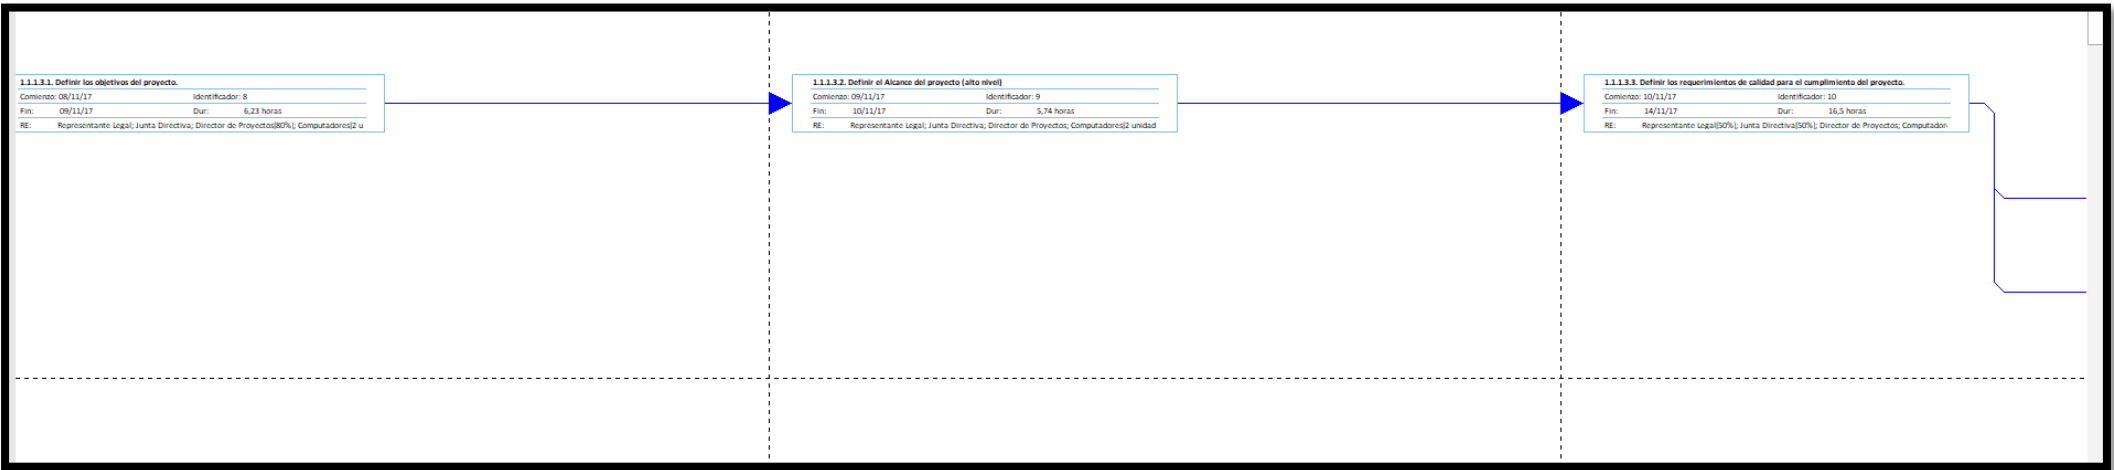 1.1.1.3.1. Definir los objetivos del proyecto.
Comienzo: 08/11/17 Identificador: 8
Fin: 09/11/17 Dur: 6,23 horas
RE: Representante Legal; Junta Directiva; Director de Proyectos[80%]; Computadores[2 u
1.1.1.3.2. Definir el Alcance del proyecto (alto nivel)
Comienzo: 09/11/17 Identificador: 9
Fin: 10/11/17 Dur: 5,74 horas
RE: Representante Legal; Junta Directiva; Director de Proyectos; Computadores[2 unidad
1.1.1.3.3. Definir los requerimientos de calidad para el cumplimiento del proyecto.
Comienzo: 10/11/17 Identificador: 10
Fin: 14/11/17 Dur: 16,5 horas
RE: Representante Legal[50%]; Junta Directiva[50%]; Director de Proyectos; Computador